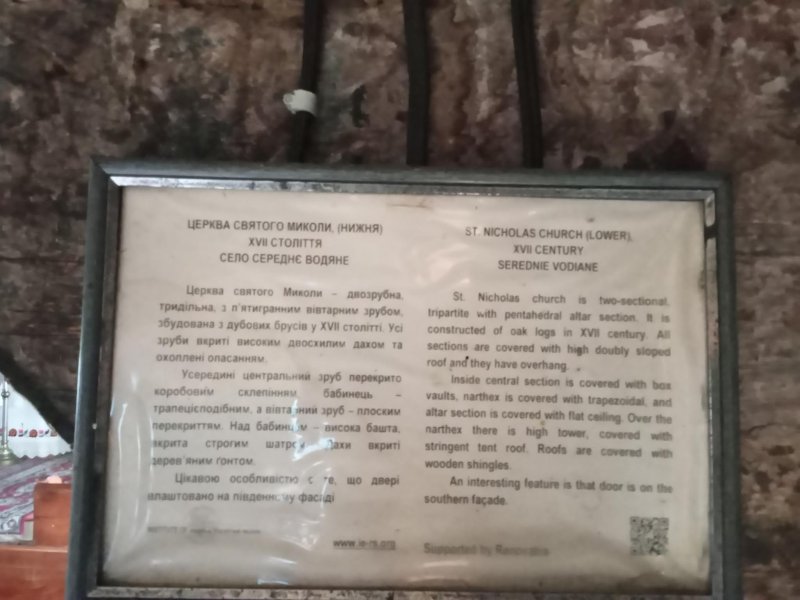 ЦЕРКВА СВЯТОГО МИКОЛИ, (НИЖНЯ)
XVII СТОЛІТТЯ
СЕЛО СЕРЕДНЄ ВОДЯНЕ
Церква святого Миколи – двозрубна,
тридільна, з п'ятигранним вівтарним зрубом,
збудована з дубових брусів у XVII столітті. Усі
зруби вкриті високим двосхилим дахом та
охоплені опасанням.
Усередині центральний зруб перекрито
коробовим склепінням, бабинець –
трапецієподібним, а вівтарний зруб – плоским
перекриттям. Над бабинцем – висока башта,
вкрита строгим шатром. Дахи вкриті
дерев'яним ґонтом.
Цікавою особливістю є те, що двері
влаштовано на південному фасаді
INSTITUTE OF
www.ie-rs.org
ST. NICHOLAS CHURCH (LOWER),
XVII CENTURY
SEREDNIE VODIANE
St. Nicholas church is two-sectional,
tripartite with pentahedral altar section. It is
constructed of oak logs in XVII century. All
sections are covered with high doubly sloped
roof and they have overhang.
Inside central section is covered with box
vaults, narthex is covered with trapezoidal, and
altar section is covered with flat ceiling. Over the
narthex there is high tower, covered with
stringent tent roof. Roofs are covered with
wooden shingles.
An interesting feature is that door is on the
southern façade.
Supported by Renovabis